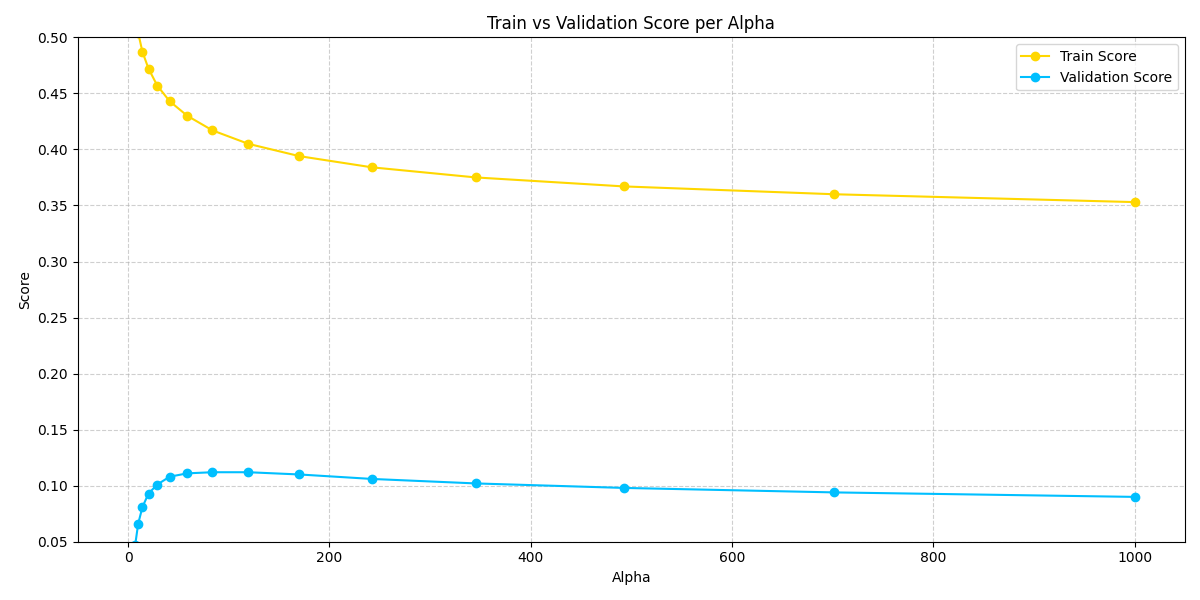 Train vs Validation Score per Alpha
Train Score
Validation Score
Score
0.50
0.45
0.40
0.35
0.30
0.25
0.20
0.15
0.10
0.05
0 200 400 600 800 1000
Alpha